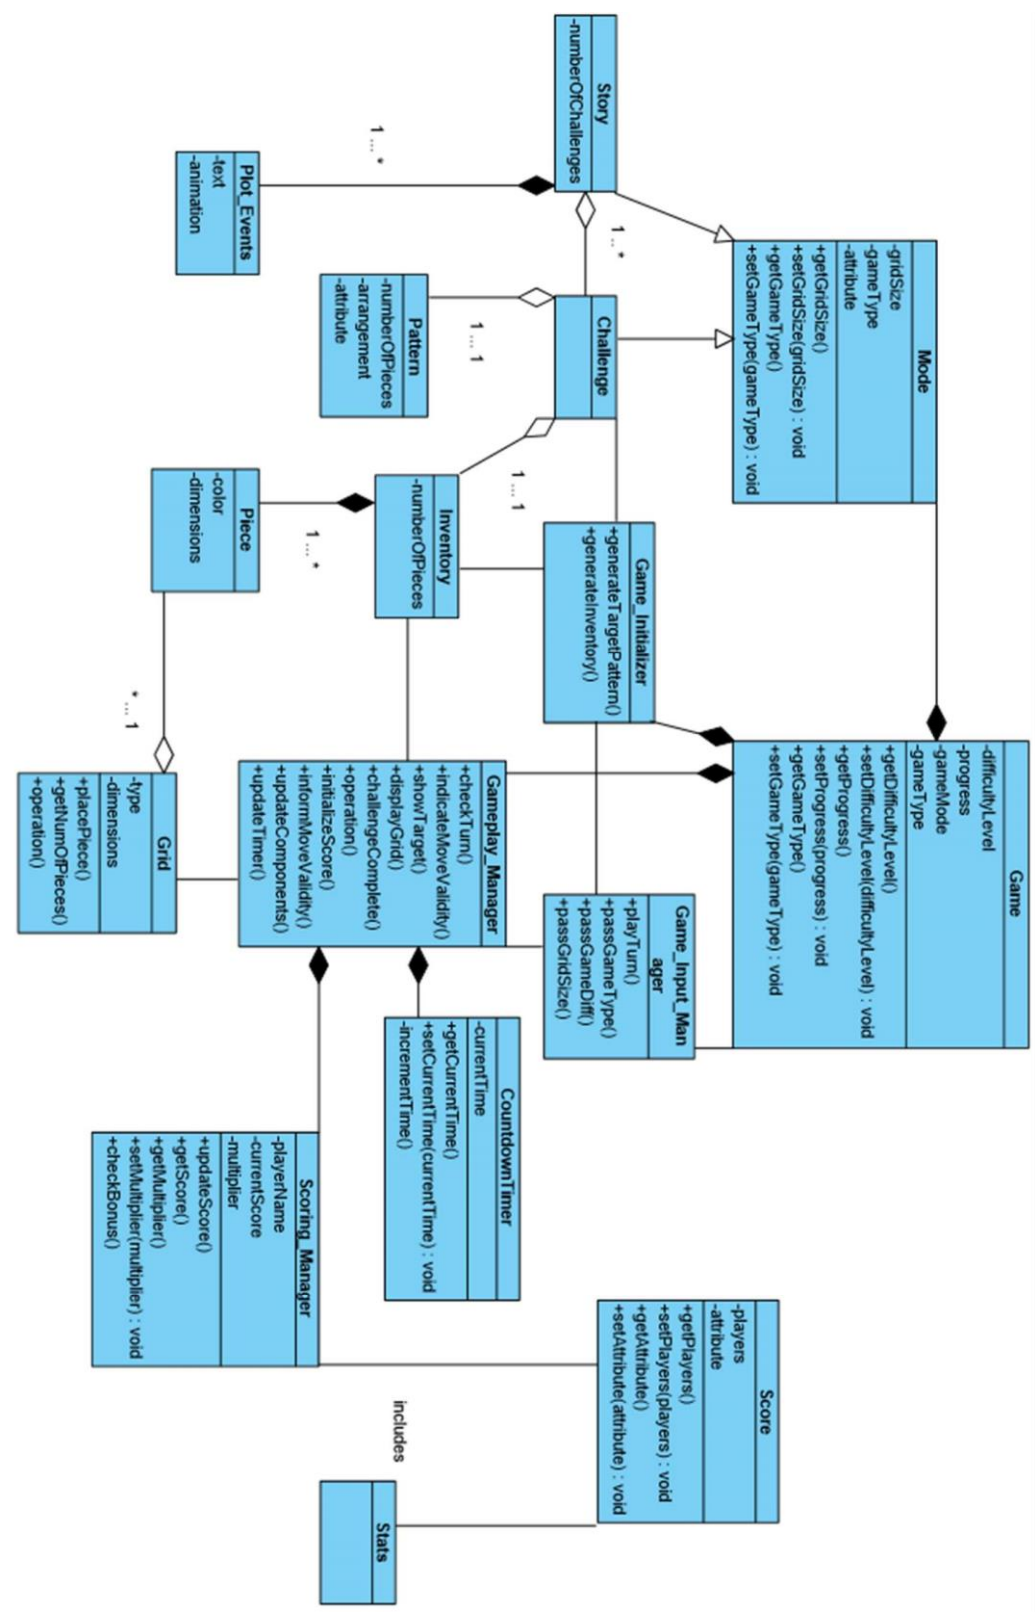 Game
-difficultyLevel
-progress
-gameMode
-gameType
+getDifficultyLevel()
+setDifficultyLevel(difficultyLevel) : void
+getProgress()
+setProgress(progress) : void
+getGameType()
+setGameType(gameType) : void
Mode
-gridSize
-gameType
-attribute
+getGridSize()
+setGridSize(gridSize) : void
+getGameType()
+setGameType(gameType) : void
Story
-numberOfChallenges
1 .. *
Challenge
1 ... *
Plot_Events
-text
-animation
1 ... 1
Pattern
-numberOfPieces
-arrangement
-attribute
1 ... 1
Inventory
-numberOfPieces
1 ... *
Piece
-color
-dimensions
Game_Initializer
+generateTargetPattern()
+generateInventory()
Game_Input_Man
ager
+playTurn()
+passGameType()
+passGameDiff()
+passGridSize()
Gameplay_Manager
+checkTurn()
+indicateMoveValidity()
+showTarget()
+displayGrid()
+challengeComplete()
+operation()
+initializeScore()
+informMoveValidity()
+updateComponents()
+updateTimer()
* ... 1
Grid
-type
-dimensions
+placePiece()
+getNumOfPieces()
+operation()
CountdownTimer
-currentTime
+getCurrentTime()
+setCurrentTime(currentTime) : void
-incrementTime()
Scoring_Manager
-playerName
-currentScore
-multiplier
+updateScore()
+getScore()
+getMultiplier()
+setMultiplier(multiplier) : void
+checkBonus()
Score
-players
-attribute
+getPlayers()
+setPlayers(players) : void
+getAttribute()
+setAttribute(attribute) : void
includes
Stats